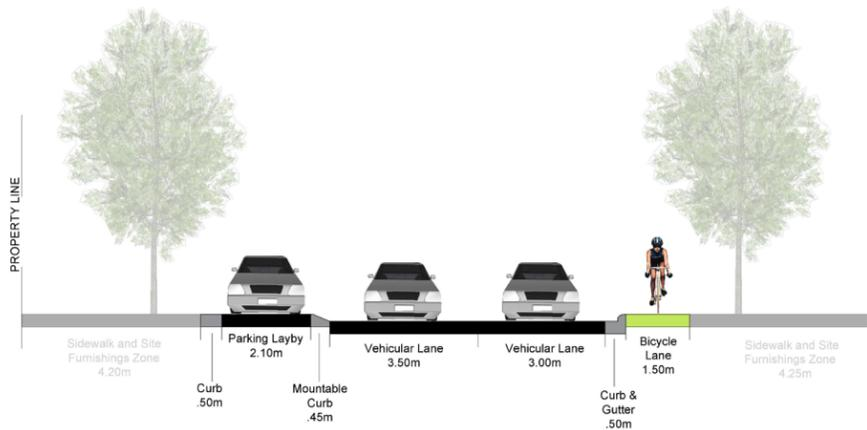 PROPERTY LINE
Sidewalk and Site
Furnishings Zone
4.20m
Curb
.50m
Parking Layby
2.10m
Mountable
Curb
.45m
Vehicular Lane
3.50m
Vehicular Lane
3.00m
Curb &
Gutter
.50m
Bicycle
Lane
1.50m
Sidewalk and Site
Furnishings Zone
4.25m